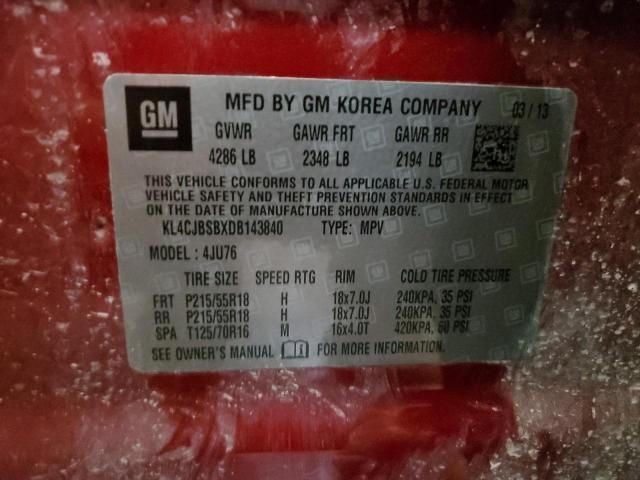 GM MFD BY GM KOREA COMPANY 03 / 13
GVWR GAWR FRT GAWR RR
4286 LB 2348 LB 2194 LB
THIS VEHICLE CONFORMS TO ALL APPLICABLE U.S. FEDERAL MOTOR
VEHICLE SAFETY AND THEFT PREVENTION STANDARDS IN EFFECT
ON THE DATE OF MANUFACTURE SHOWN ABOVE.
KL4CJBSBXDB143840 TYPE: MPV
MODEL : 4JU76
TIRE SIZE SPEED RTG RIM COLD TIRE PRESSURE
FRT P215/55R18 H 18x7.0J 240KPA, 35 PSI
RR P215/55R18 H 18x7.0J 240KPA, 35 PSI
SPA T125/70R16 M 16x4.0T 420KPA, 60 PSI
SEE OWNER'S MANUAL FOR MORE INFORMATION.